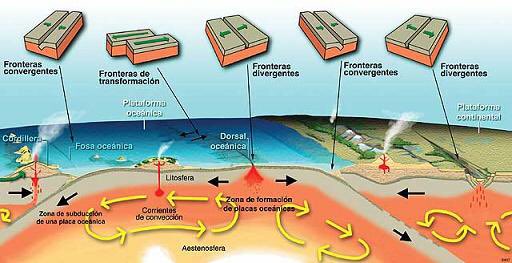 Fronteras
convergentes
Fronteras de
transformación
Fronteras
divergentes
Fronteras
convergentes
Fronteras
divergentes
Plataforma
oceánica
Plataforma
continental
Cordillera
Fosa oceánica
Dorsal
oceánica
Litosfera
Zona de subducción
de una placa oceánica
Corrientes
de convección
Zona de formación
de placas oceánicas
Aestenosfera